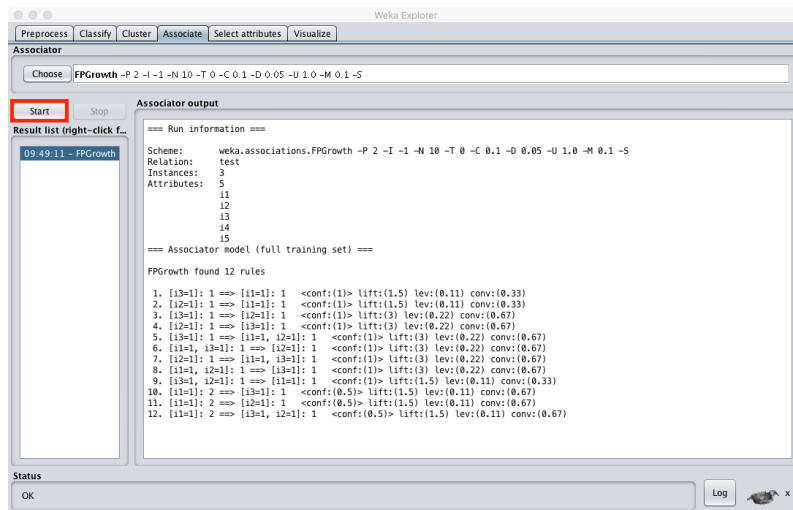 Weka Explorer
Preprocess Classify Cluster Associate Select attributes Visualize
Associator
Choose FPGrowth -P 2 -I -1 -N 10 -T 0 -C 0.1 -D 0.05 -U 1.0 -M 0.1 -S
Start Stop
Associator output
Result list (right-click f...
09:49:11 - FPGrowth
=== Run information ===
Scheme: weka.associations.FPGrowth -P 2 -I -1 -N 10 -T 0 -C 0.1 -D 0.05 -U 1.0 -M 0.1 -S
Relation: test
Instances: 3
Attributes: 5
i1
i2
i3
i4
i5
=== Associator model (full training set) ===
FPGrowth found 12 rules
1. [i3=1]: 1 ==> [i1=1]: 1 <conf:(1)> lift:(1.5) lev:(0.11) conv:(0.33)
2. [i2=1]: 1 ==> [i1=1]: 1 <conf:(1)> lift:(1.5) lev:(0.11) conv:(0.33)
3. [i3=1]: 1 ==> [i2=1]: 1 <conf:(1)> lift:(3) lev:(0.22) conv:(0.67)
4. [i2=1]: 1 ==> [i3=1]: 1 <conf:(1)> lift:(3) lev:(0.22) conv:(0.67)
5. [i3=1]: 1 ==> [i1=1, i2=1]: 1 <conf:(1)> lift:(3) lev:(0.22) conv:(0.67)
6. [i1=1, i3=1]: 1 ==> [i2=1]: 1 <conf:(1)> lift:(3) lev:(0.22) conv:(0.67)
7. [i2=1]: 1 ==> [i1=1, i3=1]: 1 <conf:(1)> lift:(3) lev:(0.22) conv:(0.67)
8. [i1=1, i2=1]: 1 ==> [i3=1]: 1 <conf:(1)> lift:(3) lev:(0.22) conv:(0.67)
9. [i3=1, i2=1]: 1 ==> [i1=1]: 1 <conf:(1)> lift:(1.5) lev:(0.11) conv:(0.33)
10. [i1=1]: 2 ==> [i3=1]: 1 <conf:(0.5)> lift:(1.5) lev:(0.11) conv:(0.67)
11. [i1=1]: 2 ==> [i2=1]: 1 <conf:(0.5)> lift:(1.5) lev:(0.11) conv:(0.67)
12. [i1=1]: 2 ==> [i3=1, i2=1]: 1 <conf:(0.5)> lift:(1.5) lev:(0.11) conv:(0.67)
Status
OK
Log
x